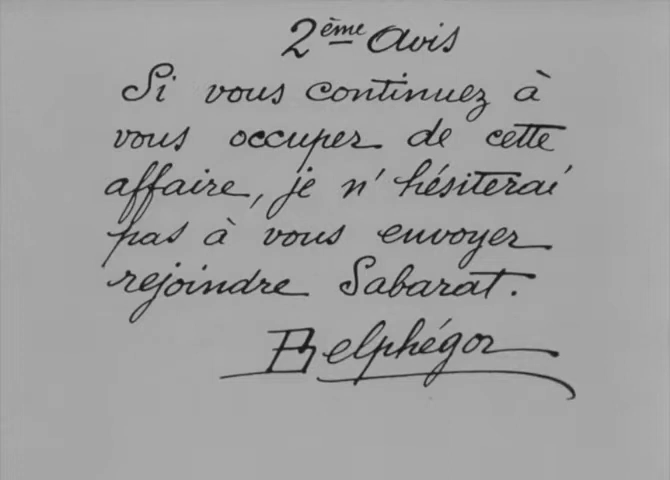 2ème Avis
Si vous continuez à
vous occuper de cette
affaire, je n'hésiterai
pas à vous envoyer
rejoindre Sabarat.
Belphégor